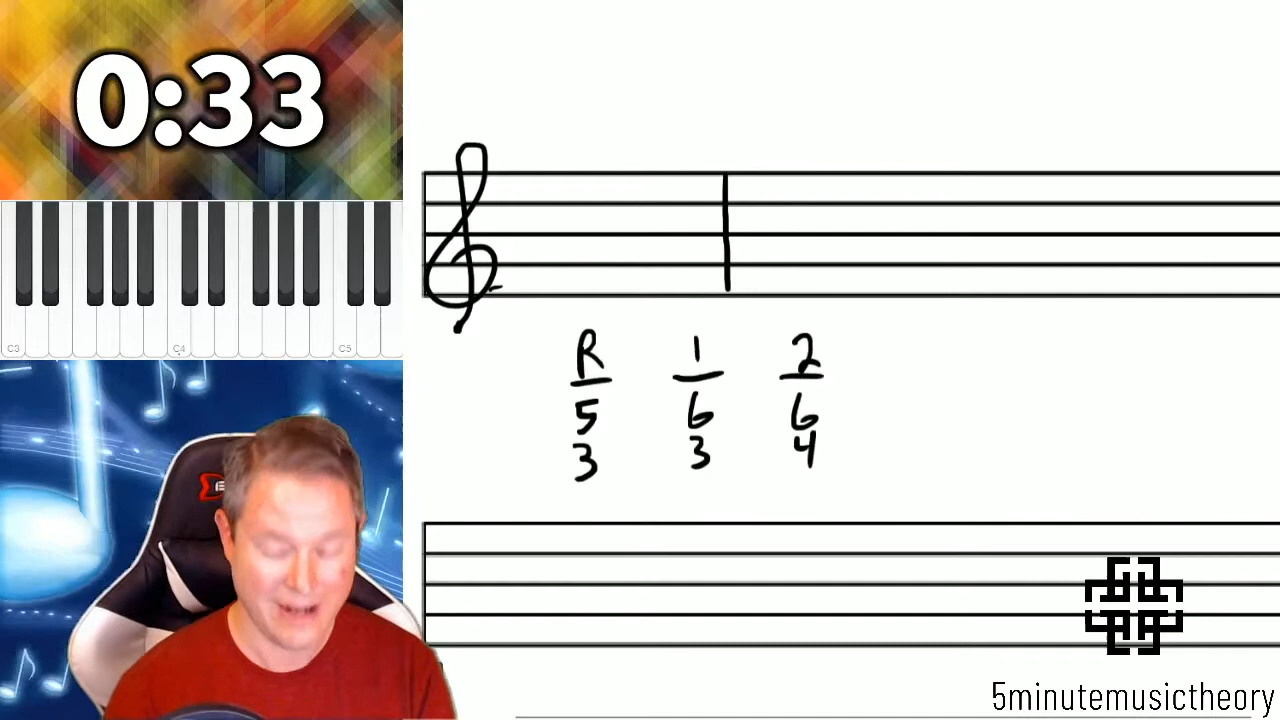 0:33
C3 C4 C5
R 1 2
5 6 6
3 3 4
5minutemusictheory